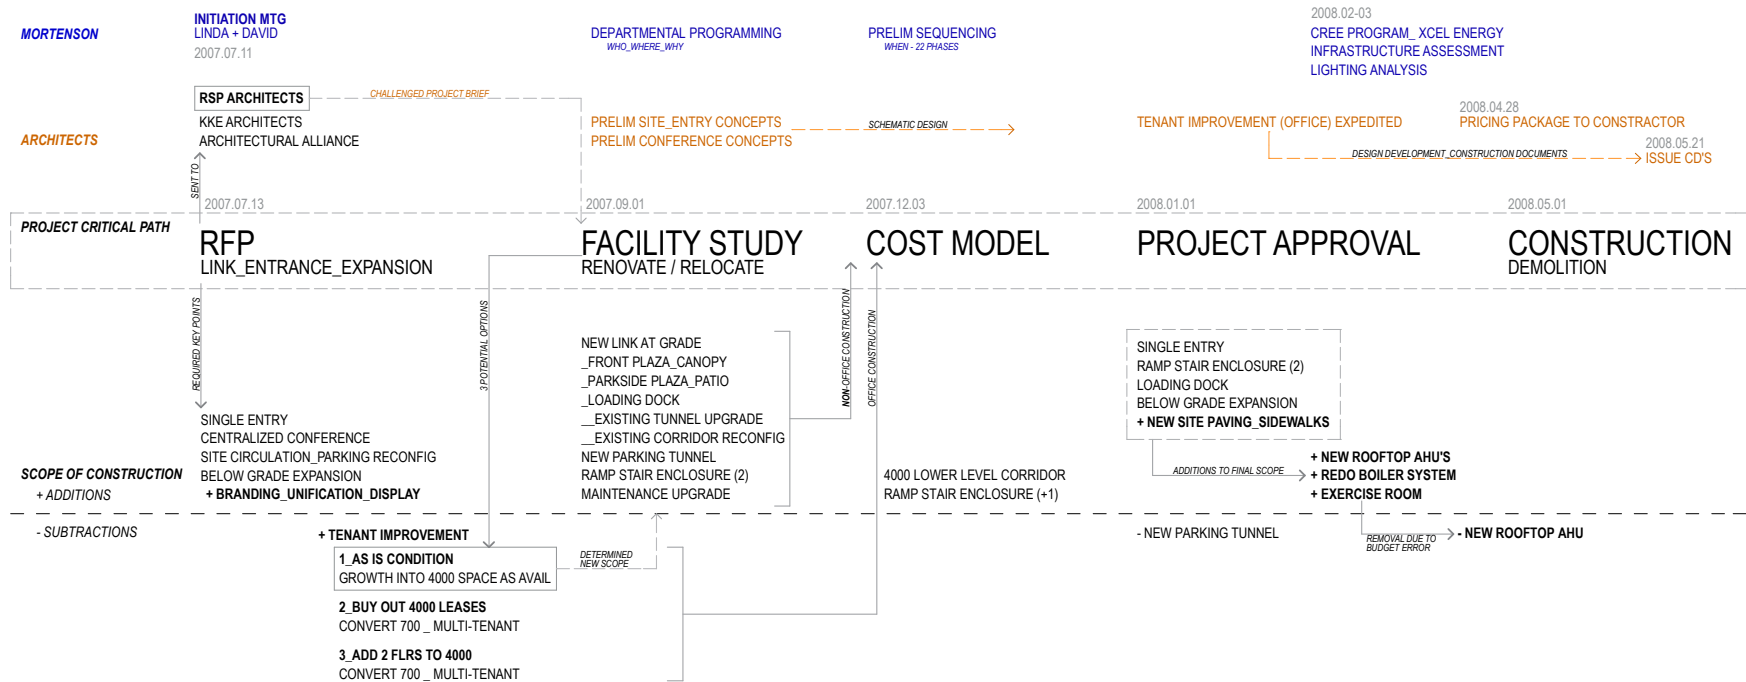 MORTENSON
INITIATION MTG
LINDA + DAVID
2007.07.11
DEPARTMENTAL PROGRAMMING
WHO_WHERE_WHY
PRELIM SEQUENCING
WHEN - 22 PHASES
2008.02-03
CREE PROGRAM_ XCEL ENERGY
INFRASTRUCTURE ASSESSMENT
LIGHTING ANALYSIS
ARCHITECTS
RSP ARCHITECTS
KKE ARCHITECTS
ARCHITECTURAL ALLIANCE
CHALLENGED PROJECT BRIEF
PRELIM SITE_ENTRY CONCEPTS
PRELIM CONFERENCE CONCEPTS
SCHEMATIC DESIGN
TENANT IMPROVEMENT (OFFICE) EXPEDITED
2008.04.28
PRICING PACKAGE TO CONSTRACTOR
DESIGN DEVELOPMENT_CONSTRUCTION DOCUMENTS
2008.05.21
ISSUE CD'S
SENT TO
PROJECT CRITICAL PATH
2007.07.13
RFP
LINK_ENTRANCE_EXPANSION
2007.09.01
FACILITY STUDY
RENOVATE / RELOCATE
2007.12.03
COST MODEL
2008.01.01
PROJECT APPROVAL
2008.05.01
CONSTRUCTION
DEMOLITION
REQUIRED KEY POINTS
3 POTENTIAL OPTIONS
NON-OFFICE CONSTRUCTION
OFFICE CONSTRUCTION
SCOPE OF CONSTRUCTION
+ ADDITIONS
- SUBTRACTIONS
SINGLE ENTRY
CENTRALIZED CONFERENCE
SITE CIRCULATION_PARKING RECONFIG
BELOW GRADE EXPANSION
+ BRANDING_UNIFICATION_DISPLAY
NEW LINK AT GRADE
_FRONT PLAZA_CANOPY
_PARKSIDE PLAZA_PATIO
_LOADING DOCK
__EXISTING TUNNEL UPGRADE
__EXISTING CORRIDOR RECONFIG
NEW PARKING TUNNEL
RAMP STAIR ENCLOSURE (2)
MAINTENANCE UPGRADE
4000 LOWER LEVEL CORRIDOR
RAMP STAIR ENCLOSURE (+1)
SINGLE ENTRY
RAMP STAIR ENCLOSURE (2)
LOADING DOCK
BELOW GRADE EXPANSION
+ NEW SITE PAVING_SIDEWALKS
ADDITIONS TO FINAL SCOPE
+ NEW ROOFTOP AHU'S
+ REDO BOILER SYSTEM
+ EXERCISE ROOM
- NEW PARKING TUNNEL
REMOVAL DUE TO
BUDGET ERROR
- NEW ROOFTOP AHU
+ TENANT IMPROVEMENT
1_AS IS CONDITION
GROWTH INTO 4000 SPACE AS AVAIL
DETERMINED
NEW SCOPE
2_BUY OUT 4000 LEASES
CONVERT 700 _ MULTI-TENANT
3_ADD 2 FLRS TO 4000
CONVERT 700 _ MULTI-TENANT